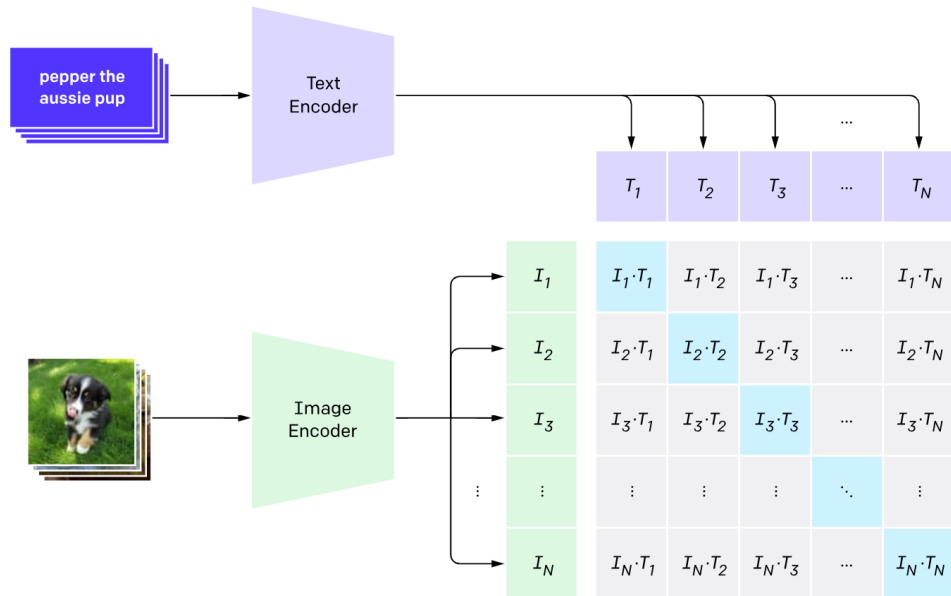 pepper the
aussie pup
Text
Encoder
...
T1 T2 T3 ... TN
I1 I1·T1 I1·T2 I1·T3 ... I1·TN
I2 I2·T1 I2·T2 I2·T3 ... I2·TN
Image
Encoder
I3 I3·T1 I3·T2 I3·T3 ... I3·TN
⋮ ⋮ ⋮ ⋮ ⋮ ⋱ ⋮
IN IN·T1 IN·T2 IN·T3 ... IN·TN